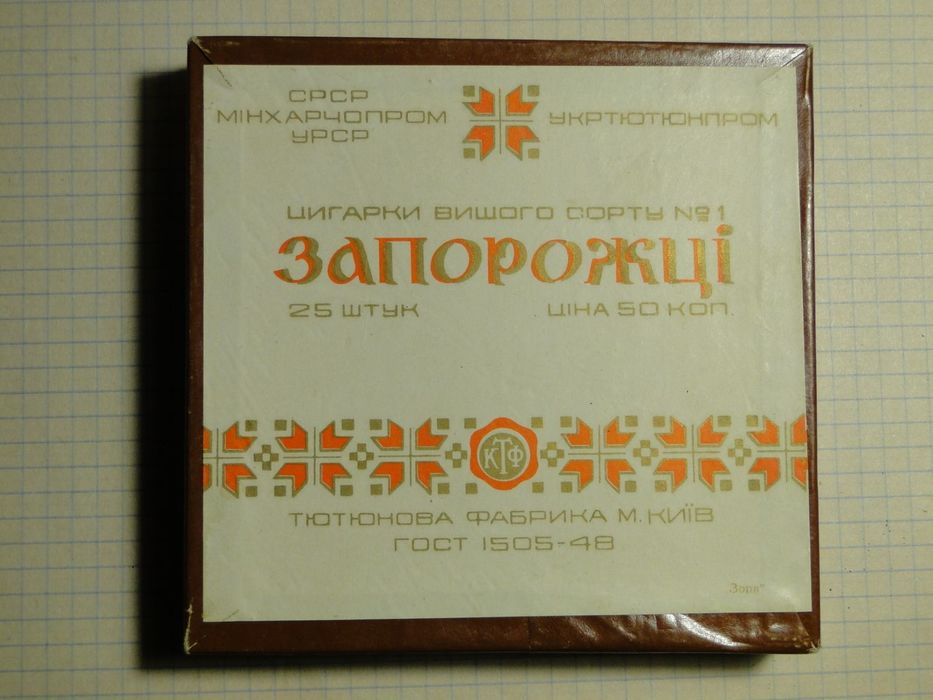 СРСР
МІНХАРЧОПРОМ
УРСР
УКРТЮТЮНПРОМ
ЦИГАРКИ ВИЩОГО СОРТУ №1
ЗАПОРОЖЦІ
25 ШТУК ЦІНА 50 КОП.
КТФ
ТЮТЮНОВА ФАБРИКА М. КИЇВ
ГОСТ 1505-48